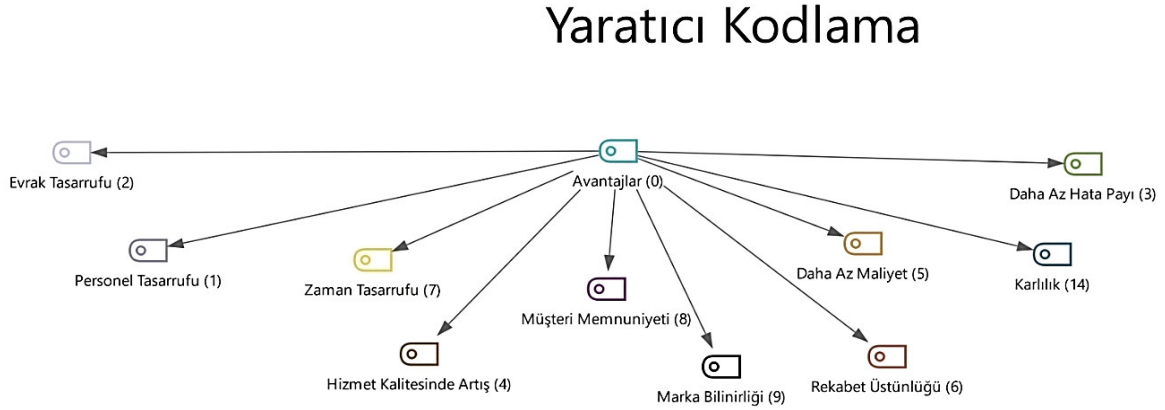 Yaratıcı Kodlama
Evrak Tasarrufu (2)
Avantajlar (0)
Daha Az Hata Payı (3)
Personel Tasarrufu (1)
Zaman Tasarrufu (7)
Müşteri Memnuniyeti (8)
Daha Az Maliyet (5)
Karlılık (14)
Hizmet Kalitesinde Artış (4)
Marka Bilinirliği (9)
Rekabet Üstünlüğü (6)